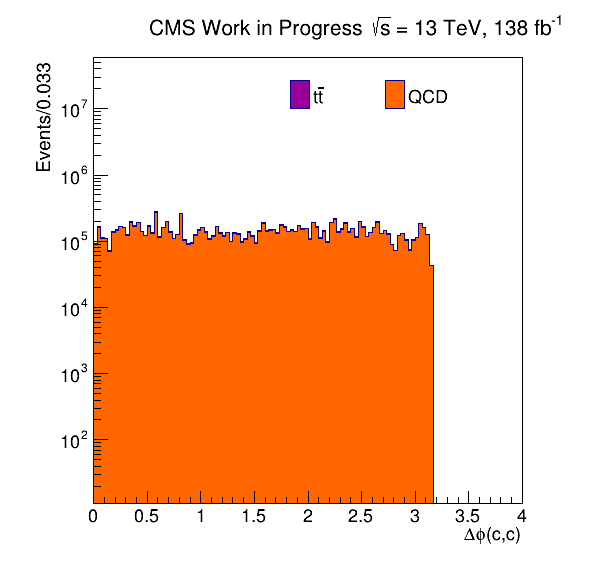 CMS Work in Progress √s = 13 TeV, 138 fb⁻¹
Events/0.033
tt̄
QCD
10⁷
10⁶
10⁵
10⁴
10³
10²
0 0.5 1 1.5 2 2.5 3 3.5 4
Δϕ(c,c)